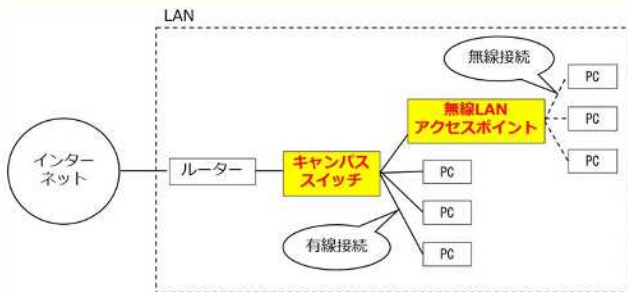 LAN
無線接続
PC
無線LAN
アクセスポイント
PC
PC
インター
ネット
ルーター
キャンパス
スイッチ
PC
PC
有線接続
PC